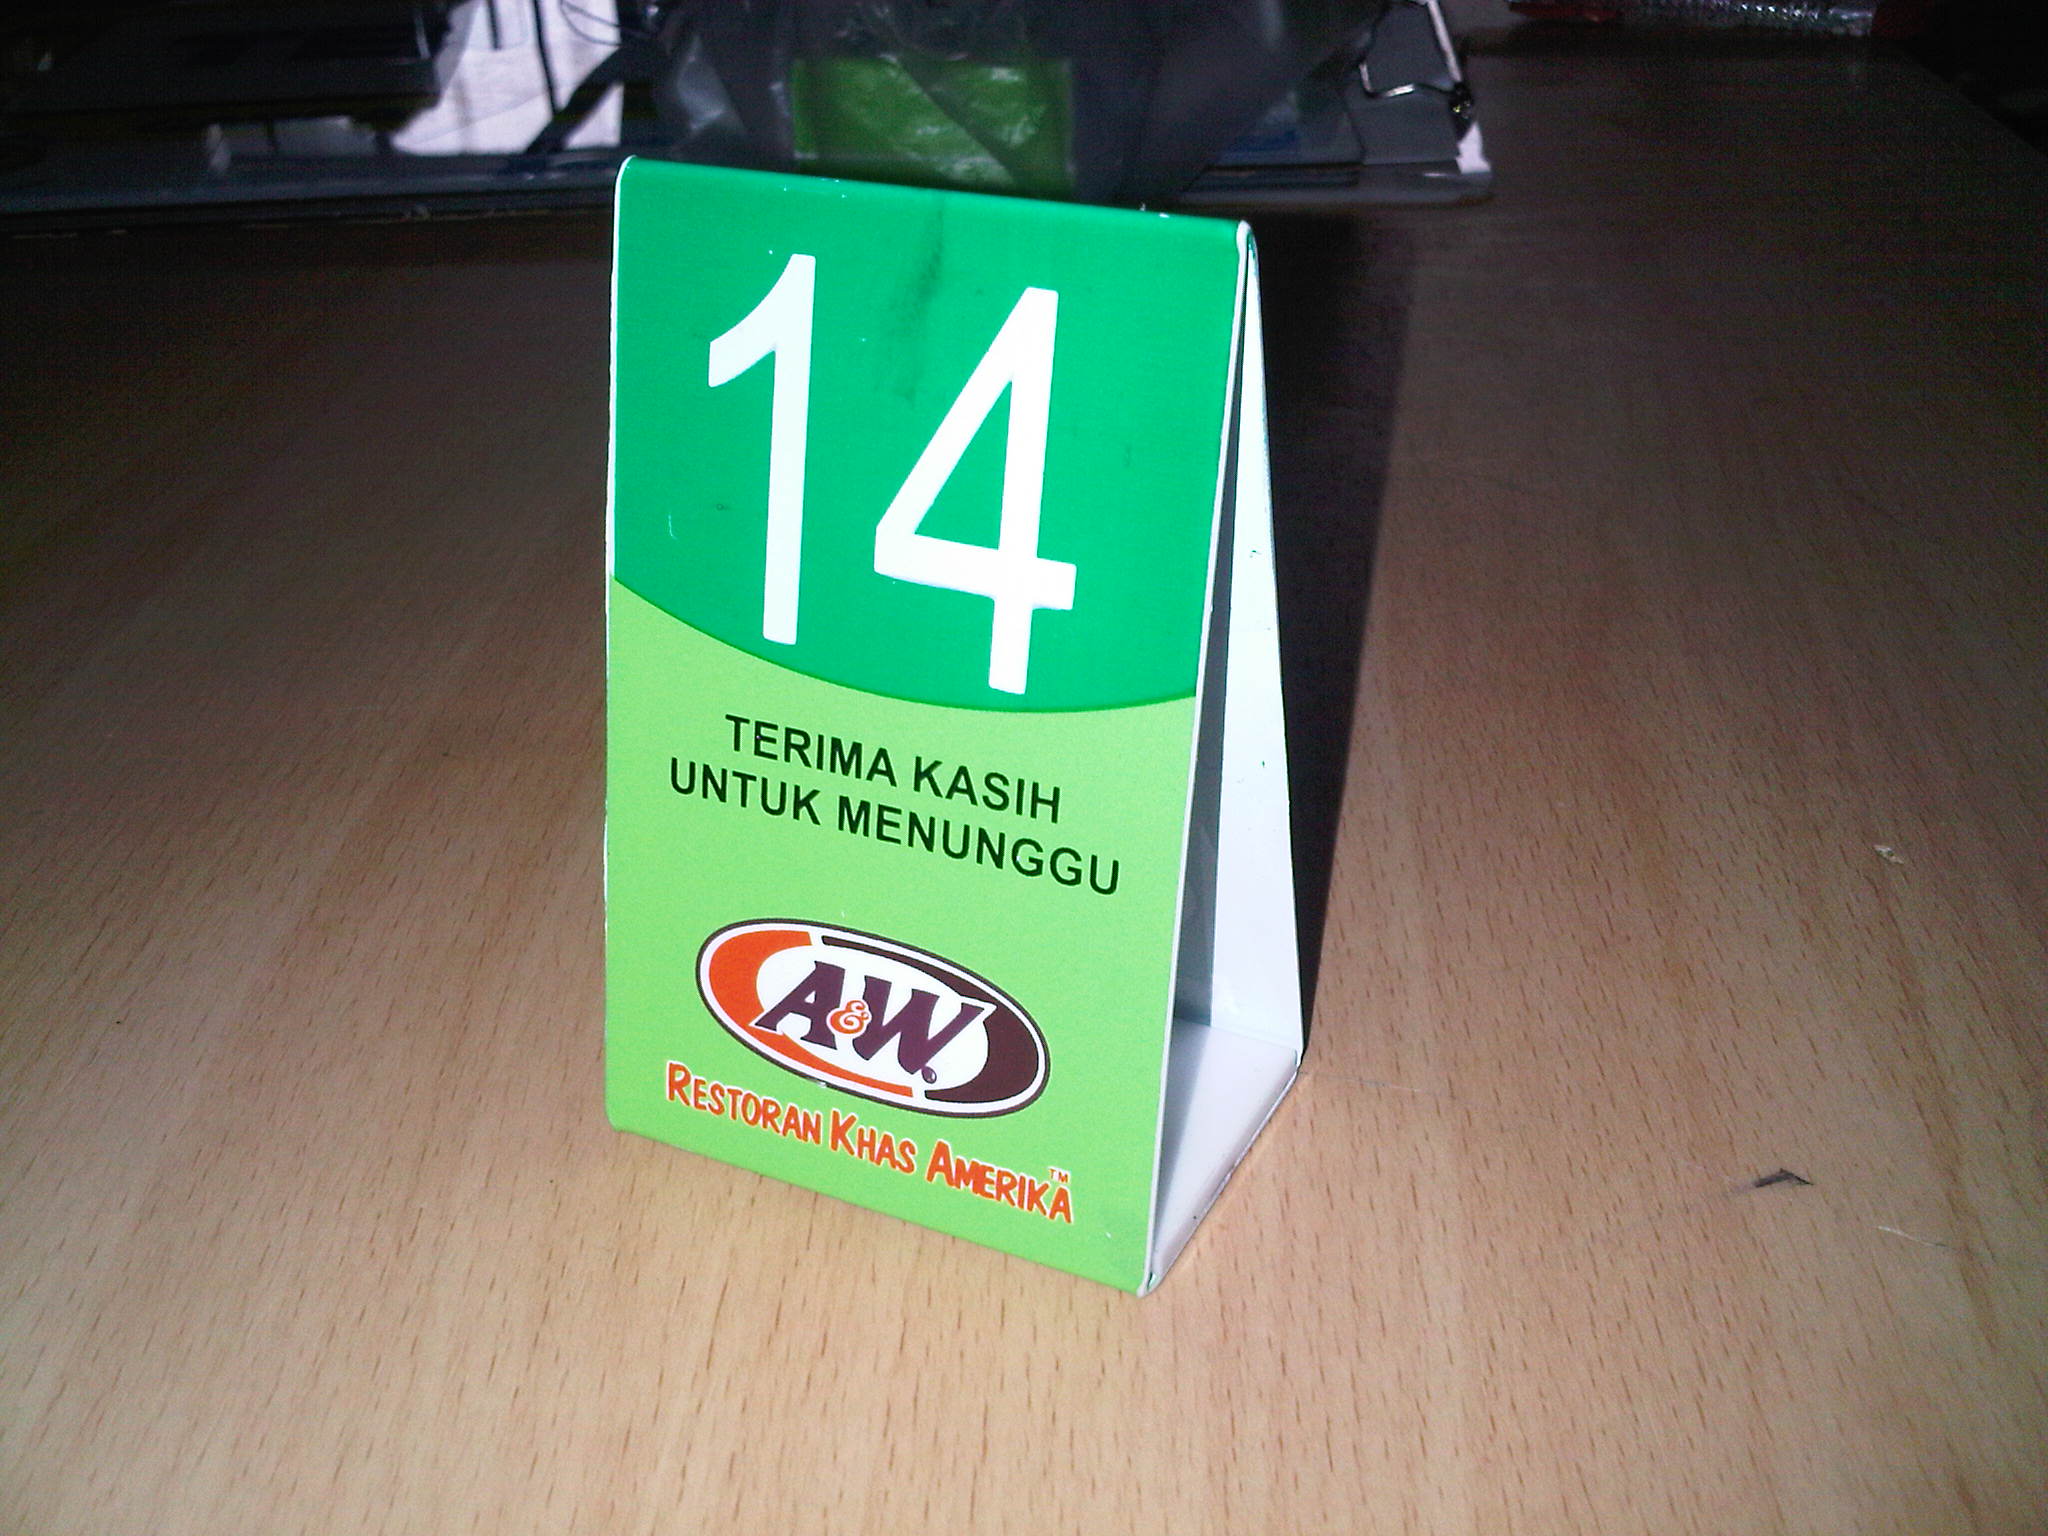 14
TERIMA KASIH
UNTUK MENUNGGU
A&W.
RESTORAN KHAS AMERIKA™